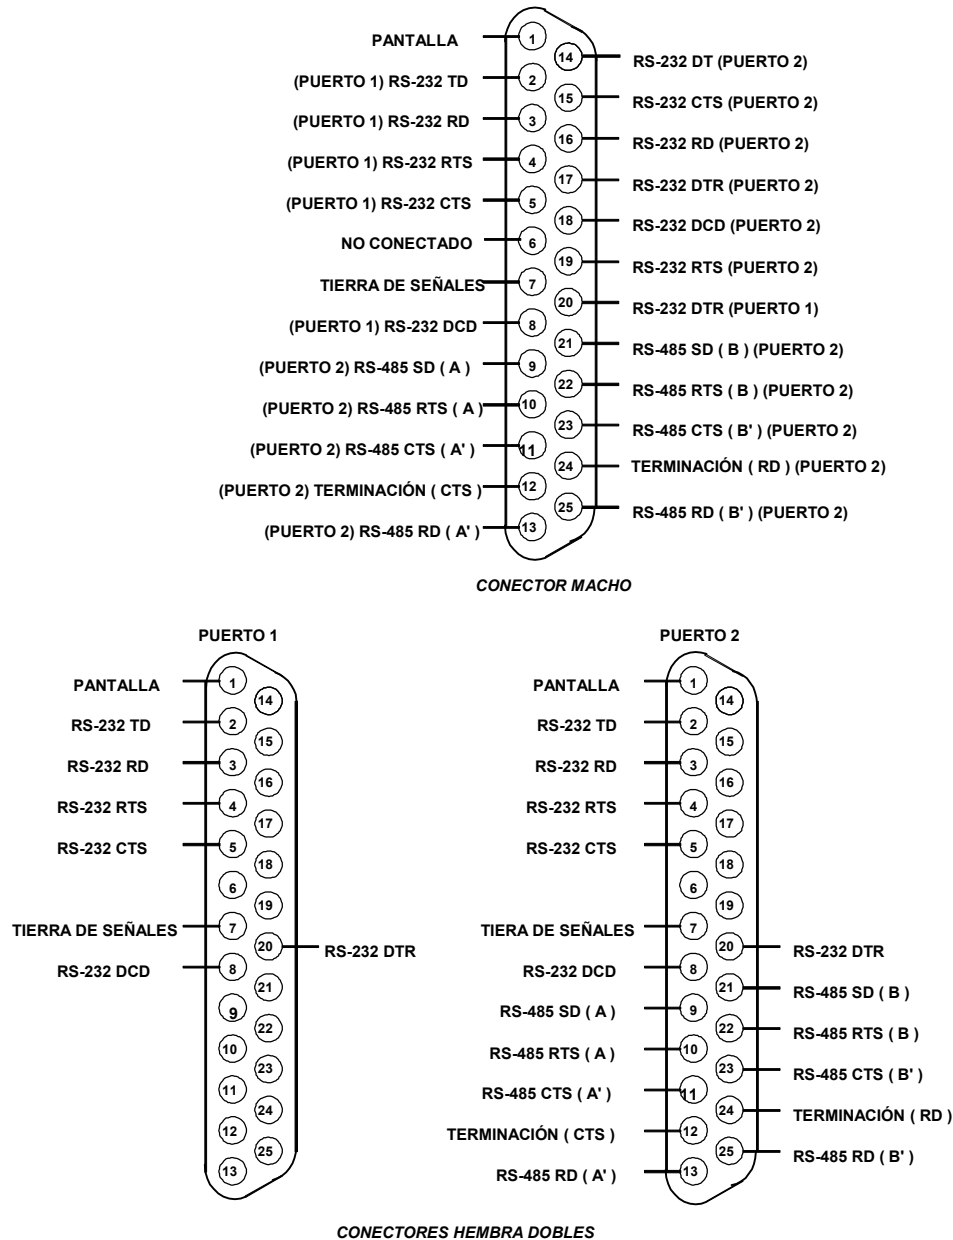 PANTALLA
(PUERTO 1) RS-232 TD
(PUERTO 1) RS-232 RD
(PUERTO 1) RS-232 RTS
(PUERTO 1) RS-232 CTS
NO CONECTADO
TIERRA DE SEÑALES
(PUERTO 1) RS-232 DCD
(PUERTO 2) RS-485 SD ( A )
(PUERTO 2) RS-485 RTS ( A )
(PUERTO 2) RS-485 CTS ( A' )
(PUERTO 2) TERMINACIÓN ( CTS )
(PUERTO 2) RS-485 RD ( A' )
1
2
3
4
5
6
7
8
9
10
11
12
13
14
15
16
17
18
19
20
21
22
23
24
25
RS-232 DT (PUERTO 2)
RS-232 CTS (PUERTO 2)
RS-232 RD (PUERTO 2)
RS-232 DTR (PUERTO 2)
RS-232 DCD (PUERTO 2)
RS-232 RTS (PUERTO 2)
RS-232 DTR (PUERTO 1)
RS-485 SD ( B ) (PUERTO 2)
RS-485 RTS ( B ) (PUERTO 2)
RS-485 CTS ( B' ) (PUERTO 2)
TERMINACIÓN ( RD ) (PUERTO 2)
RS-485 RD ( B' ) (PUERTO 2)
CONECTOR MACHO
PUERTO 1
PANTALLA
RS-232 TD
RS-232 RD
RS-232 RTS
RS-232 CTS
TIERRA DE SEÑALES
RS-232 DCD
1
2
3
4
5
6
7
8
9
10
11
12
13
14
15
16
17
18
19
20
21
22
23
24
25
RS-232 DTR
PUERTO 2
PANTALLA
RS-232 TD
RS-232 RD
RS-232 RTS
RS-232 CTS
TIERA DE SEÑALES
RS-232 DCD
RS-485 SD ( A )
RS-485 RTS ( A )
RS-485 CTS ( A' )
TERMINACIÓN ( CTS )
RS-485 RD ( A' )
1
2
3
4
5
6
7
8
9
10
11
12
13
14
15
16
17
18
19
20
21
22
23
24
25
RS-232 DTR
RS-485 SD ( B )
RS-485 RTS ( B )
RS-485 CTS ( B' )
TERMINACIÓN ( RD )
RS-485 RD ( B' )
CONECTORES HEMBRA DOBLES